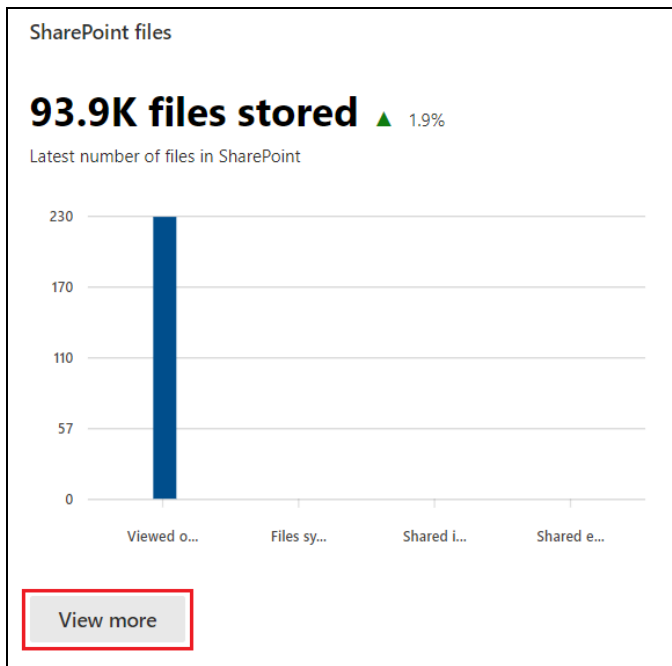 SharePoint files
93.9K files stored ▲ 1.9%
Latest number of files in SharePoint
230
170
110
57
0
Viewed o... Files sy... Shared i... Shared e...
View more